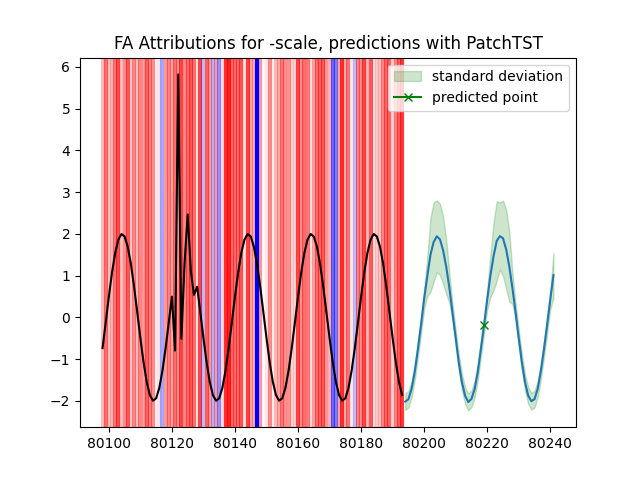 FA Attributions for -scale, predictions with PatchTST
standard deviation
predicted point
6
5
4
3
2
1
0
−1
−2
80100 80120 80140 80160 80180 80200 80220 80240